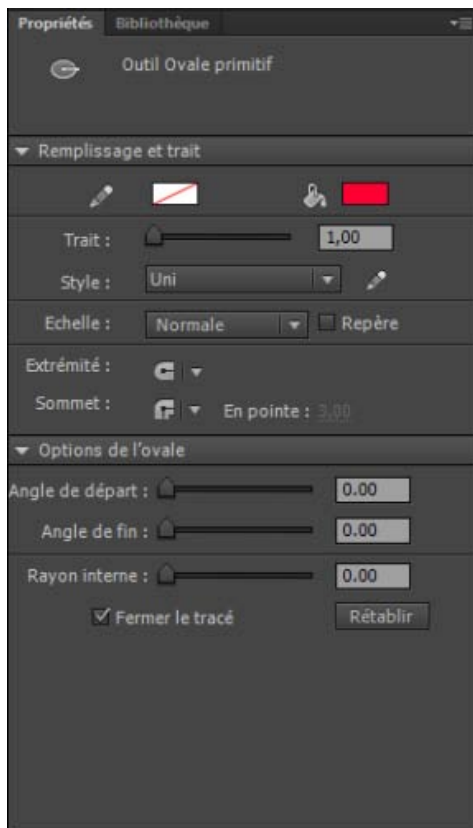 Propriétés Bibliothèque
Outil Ovale primitif
Remplissage et trait
Trait : 1,00
Style : Uni
Echelle : Normale Repère
Extrémité :
Sommet : En pointe : 3,00
Options de l'ovale
Angle de départ : 0.00
Angle de fin : 0.00
Rayon interne : 0.00
Fermer le tracé Rétablir